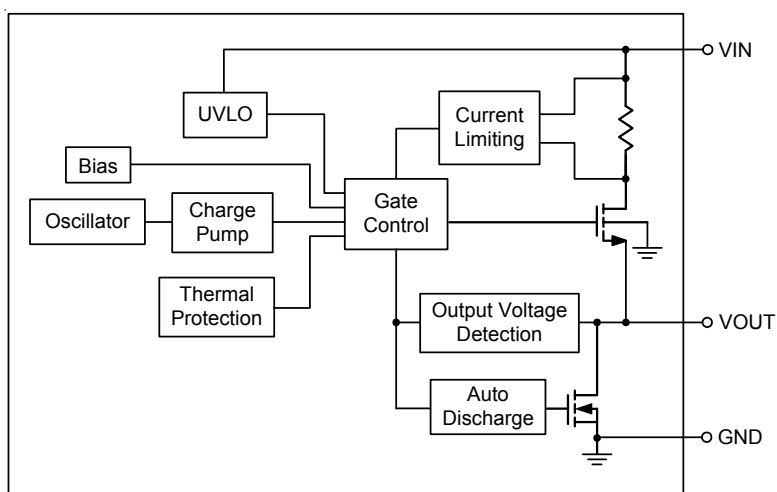 VIN
UVLO
Current
Limiting
Bias
Gate
Control
Oscillator
Charge
Pump
Thermal
Protection
Output Voltage
Detection
VOUT
Auto
Discharge
GND